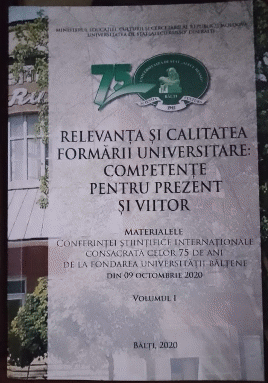 MINISTERUL EDUCAȚIEI, CULTURII ȘI CERCETĂRII AL REPUBLICII MOLDOVA
UNIVERSITATEA DE STAT „ALECU RUSSO” DIN BĂLȚI
75
BĂLȚI
1945
RELEVANȚA ȘI CALITATEA
FORMĂRII UNIVERSITARE:
COMPETENȚE
PENTRU PREZENT
ȘI VIITOR
MATERIALELE
CONFERINȚEI ȘTIINȚIFICE INTERNAȚIONALE
CONSACRATĂ CELOR 75 DE ANI
DE LA FONDAREA UNIVERSITĂȚII BĂLȚENE
DIN 09 OCTOMBRIE 2020
VOLUMUL I
BĂLȚI, 2020